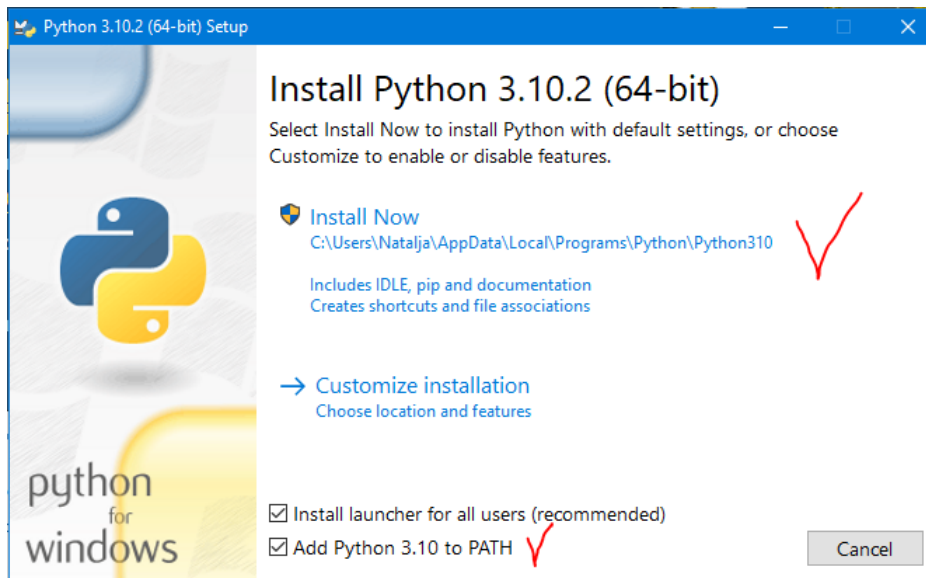 Python 3.10.2 (64-bit) Setup
Install Python 3.10.2 (64-bit)
Select Install Now to install Python with default settings, or choose
Customize to enable or disable features.
Install Now
C:\Users\Natalja\AppData\Local\Programs\Python\Python310
Includes IDLE, pip and documentation
Creates shortcuts and file associations
Customize installation
Choose location and features
python
for
windows
Install launcher for all users (recommended)
Add Python 3.10 to PATH
Cancel